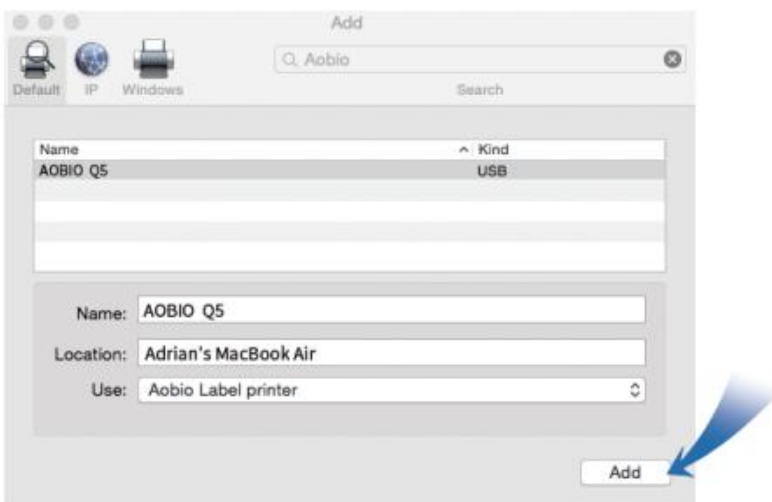 Add
Aobio
Default IP Windows Search
Name Kind
AOBIO Q5 USB
Name: AOBIO Q5
Location: Adrian's MacBook Air
Use: Aobio Label printer
Add